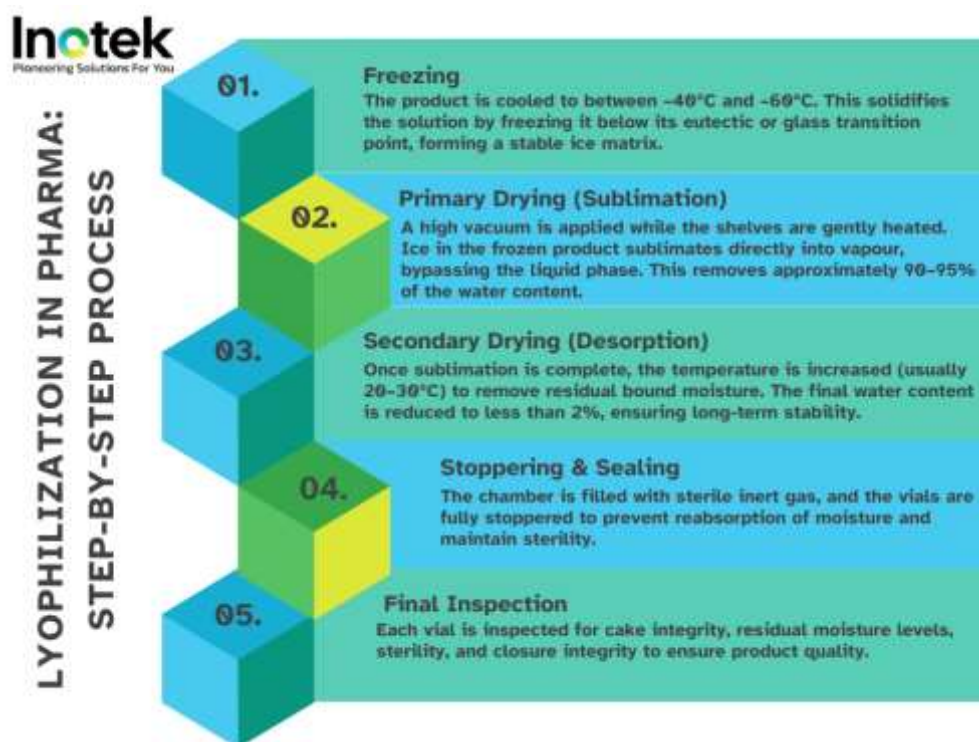 Inotek
Pioneering Solutions For You
LYOPHILIZATION IN PHARMA:
STEP-BY-STEP PROCESS
01.
Freezing
The product is cooled to between -40°C and -60°C. This solidifies
the solution by freezing it below its eutectic or glass transition
point, forming a stable ice matrix.
02.
Primary Drying (Sublimation)
A high vacuum is applied while the shelves are gently heated.
Ice in the frozen product sublimates directly into vapour,
bypassing the liquid phase. This removes approximately 90-95%
of the water content.
03.
Secondary Drying (Desorption)
Once sublimation is complete, the temperature is increased (usually
20-30°C) to remove residual bound moisture. The final water content
is reduced to less than 2%, ensuring long-term stability.
04.
Stoppering & Sealing
The chamber is filled with sterile inert gas, and the vials are
fully stoppered to prevent reabsorption of moisture and
maintain sterility.
05.
Final Inspection
Each vial is inspected for cake integrity, residual moisture levels,
sterility, and closure integrity to ensure product quality.